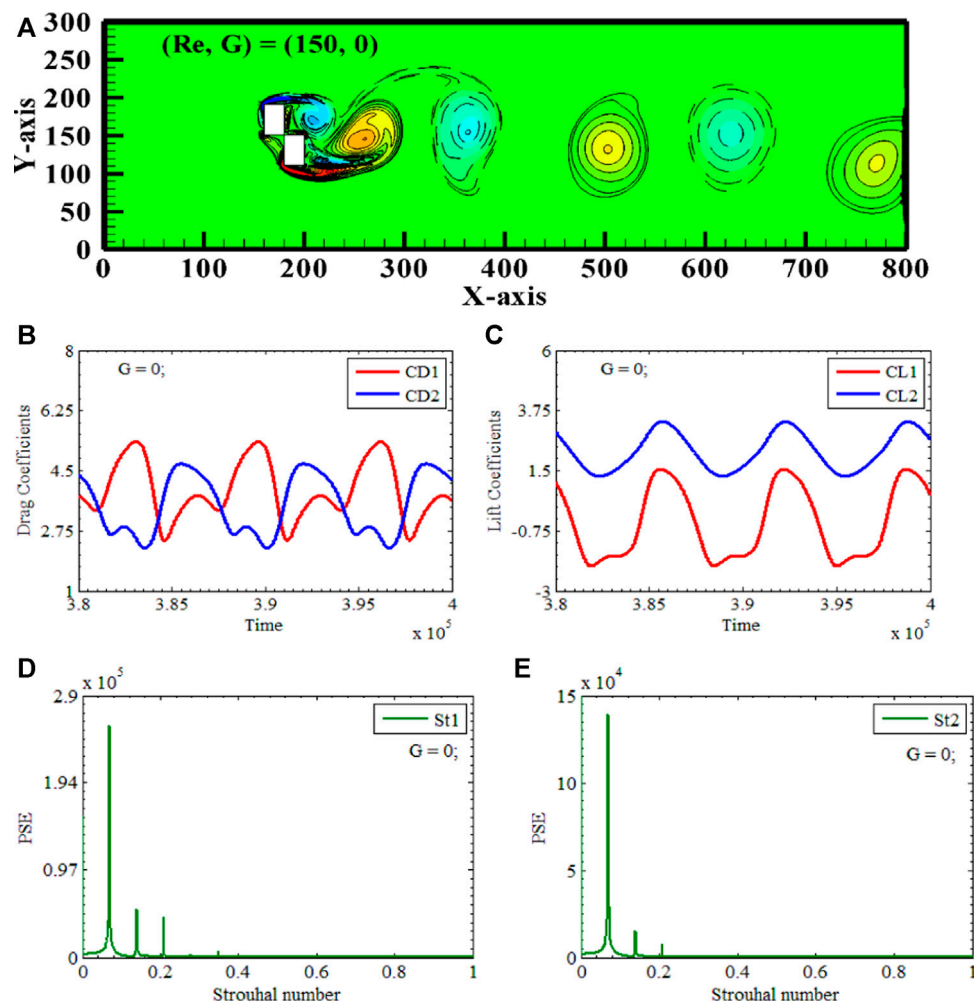 A
(Re, G) = (150, 0)
Y-axis
300
250
200
150
100
50
0
0 100 200 300 400 500 600 700 800
X-axis
B
G = 0;
CD1
CD2
Drag Coefficients
8
6.25
4.5
2.75
1
3.8 3.85 3.9 3.95 4
Time
x 10^5
C
G = 0;
CL1
CL2
Lift Coefficients
6
3.75
1.5
-0.75
-3
3.8 3.85 3.9 3.95 4
Time
x 10^5
D
x 10^5
St1
G = 0;
PSE
2.9
1.94
0.97
0
0 0.2 0.4 0.6 0.8 1
Strouhal number
E
x 10^4
St2
G = 0;
PSE
15
10
5
0
0 0.2 0.4 0.6 0.8 1
Strouhal number